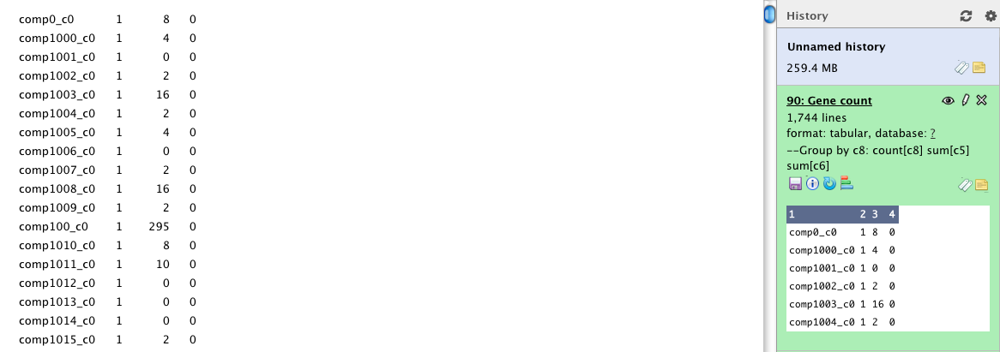 comp0_c0 1 8 0
comp1000_c0 1 4 0
comp1001_c0 1 0 0
comp1002_c0 1 2 0
comp1003_c0 1 16 0
comp1004_c0 1 2 0
comp1005_c0 1 4 0
comp1006_c0 1 0 0
comp1007_c0 1 2 0
comp1008_c0 1 16 0
comp1009_c0 1 2 0
comp100_c0 1 295 0
comp1010_c0 1 8 0
comp1011_c0 1 10 0
comp1012_c0 1 0 0
comp1013_c0 1 0 0
comp1014_c0 1 0 0
comp1015_c0 1 2 0
History
Unnamed history
259.4 MB
90: Gene count
1,744 lines
format: tabular, database: ?
--Group by c8: count[c8] sum[c5]
sum[c6]
1 2 3 4
comp0_c0 1 8 0
comp1000_c0 1 4 0
comp1001_c0 1 0 0
comp1002_c0 1 2 0
comp1003_c0 1 16 0
comp1004_c0 1 2 0